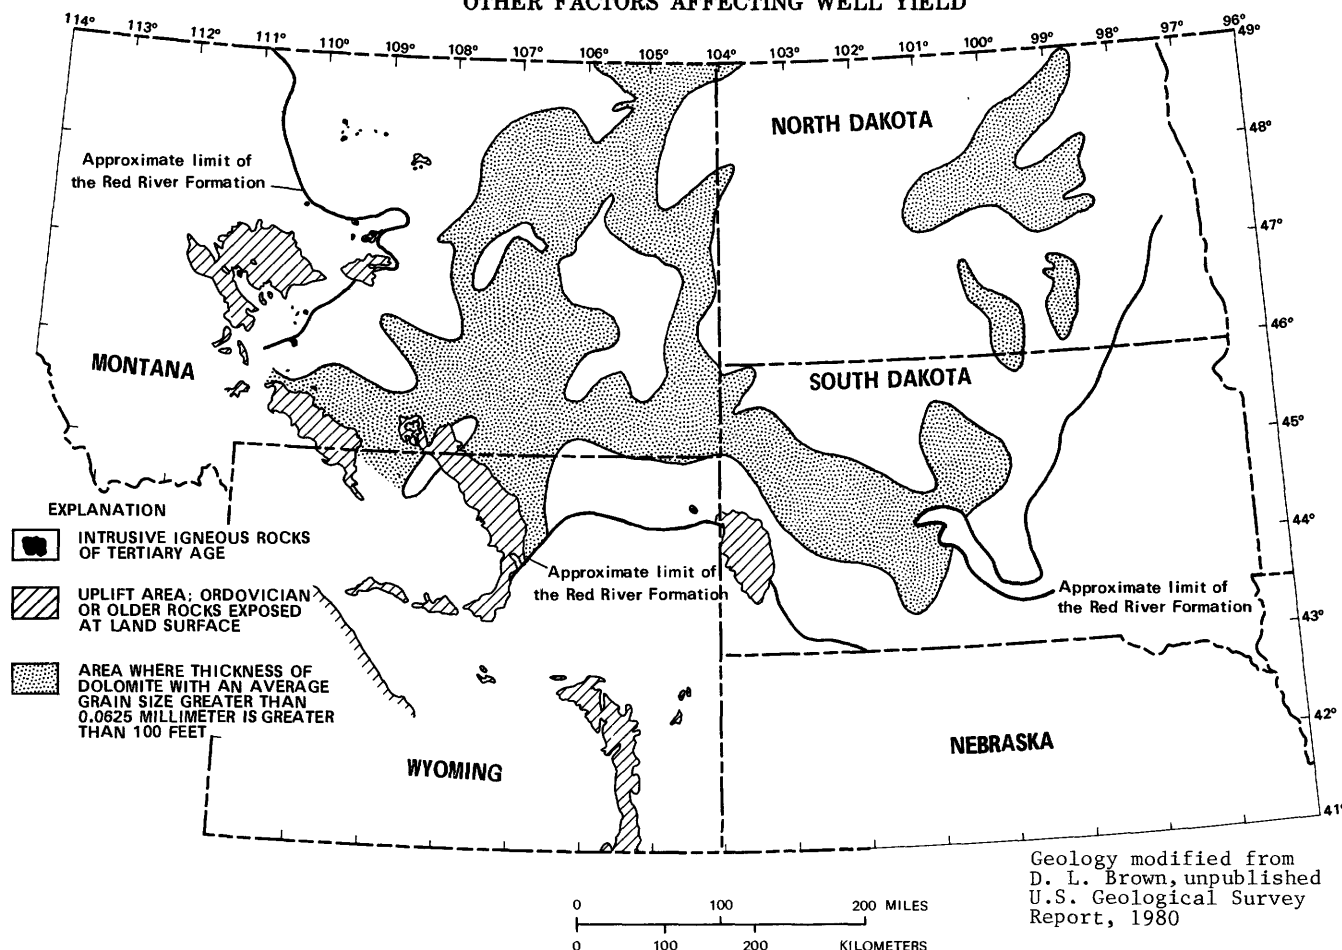 OTHER FACTORS AFFECTING WELL YIELD
114° 113° 112° 111° 110° 109° 108° 107° 106° 105° 104° 103° 102° 101° 100° 99° 98° 97° 96°
49°
48°
47°
46°
45°
44°
43°
42°
41°
NORTH DAKOTA
Approximate limit of
the Red River Formation
MONTANA
SOUTH DAKOTA
EXPLANATION
INTRUSIVE IGNEOUS ROCKS
OF TERTIARY AGE
UPLIFT AREA; ORDOVICIAN
OR OLDER ROCKS EXPOSED
AT LAND SURFACE
AREA WHERE THICKNESS OF
DOLOMITE WITH AN AVERAGE
GRAIN SIZE GREATER THAN
0.0625 MILLIMETER IS GREATER
THAN 100 FEET
Approximate limit of
the Red River Formation
Approximate limit of
the Red River Formation
WYOMING
NEBRASKA
Geology modified from
D. L. Brown, unpublished
U.S. Geological Survey
Report, 1980
0 100 200 MILES
0 100 200 KILOMETERS